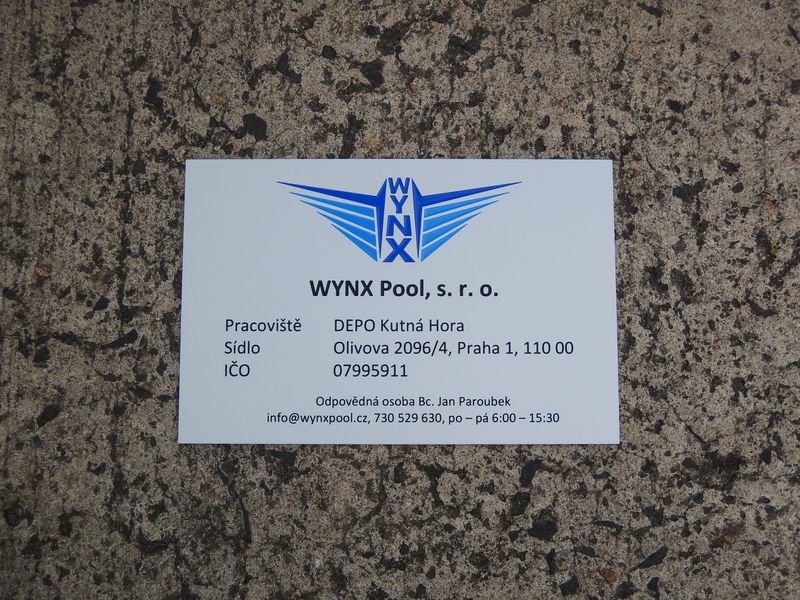 WYNX
WYNX Pool, s. r. o.
Pracoviště DEPO Kutná Hora
Sídlo Olivova 2096/4, Praha 1, 110 00
IČO 07995911
Odpovědná osoba Bc. Jan Paroubek
info@wynxpool.cz, 730 529 630, po – pá 6:00 – 15:30